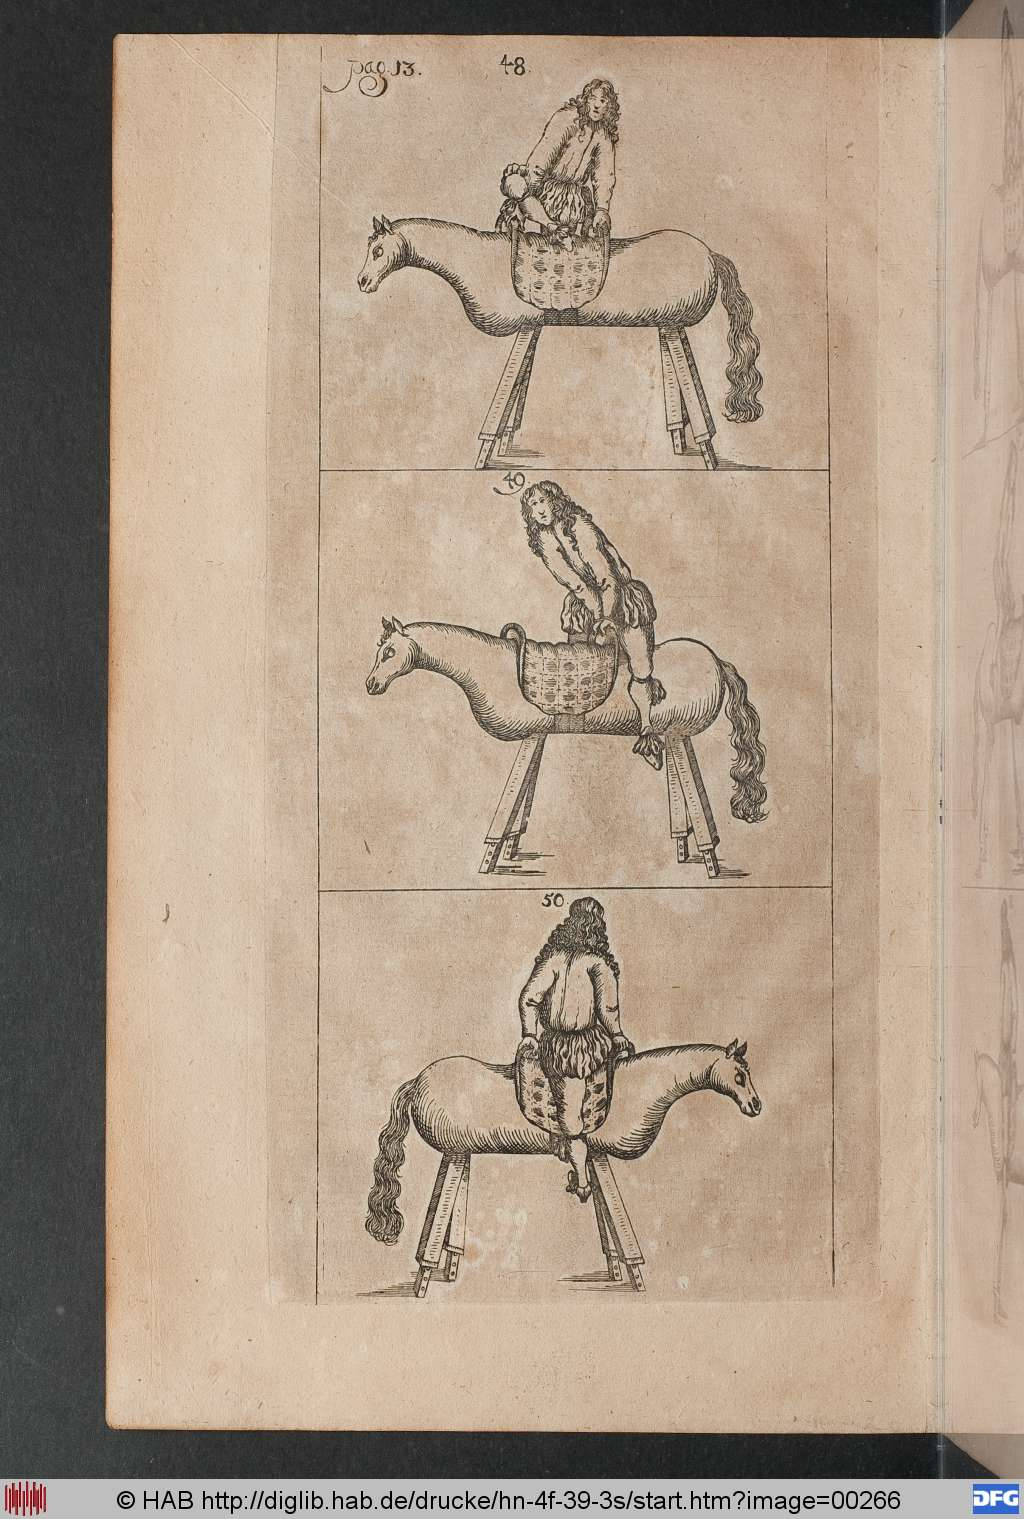 pag. 13. 48.
49.
50.
© HAB http://diglib.hab.de/drucke/hn-4f-39-3s/start.htm?image=00266
DFG